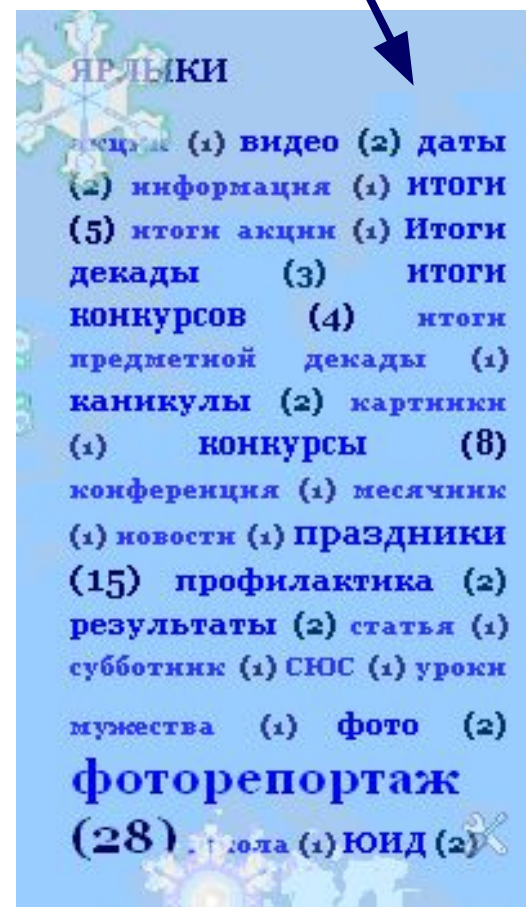 ЯРЛЫКИ
акции (1) видео (2) даты
(2) информация (1) итоги
(5) итоги акции (1) Итоги
декады (3) итоги
конкурсов (4) итоги
предметной декады (1)
каникулы (2) картинки
(1) конкурсы (8)
конференция (1) месячник
(1) новости (1) праздники
(15) профилактика (2)
результаты (2) статья (1)
субботник (1) СЮС (1) уроки
мужества (1) фото (2)
фоторепортаж
(28) школа (1) ЮИД (2)